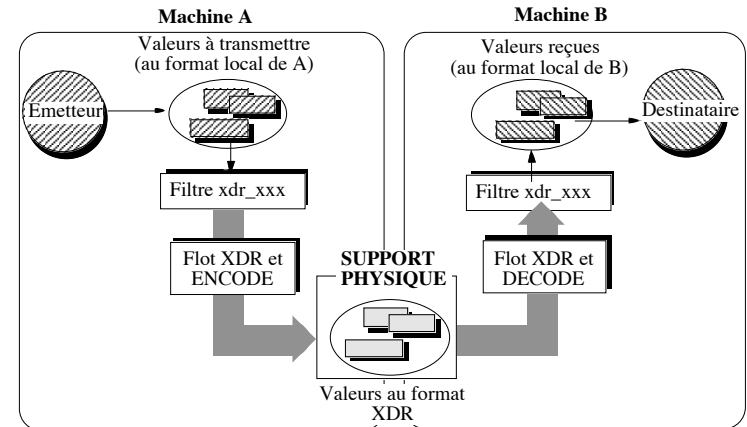 Machine A
Machine B
Valeurs à transmettre
(au format local de A)
Valeurs reçues
(au format local de B)
Emetteur
Destinataire
Filtre xdr_xxx
Filtre xdr_xxx
Flot XDR et
ENCODE
SUPPORT
PHYSIQUE
Flot XDR et
DECODE
Valeurs au format
XDR